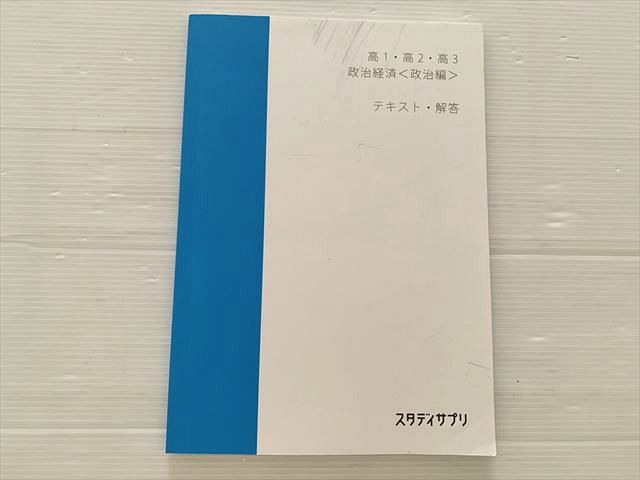 高1・高2・高3
政治経済＜政治編＞
テキスト・解答
スタディサプリ